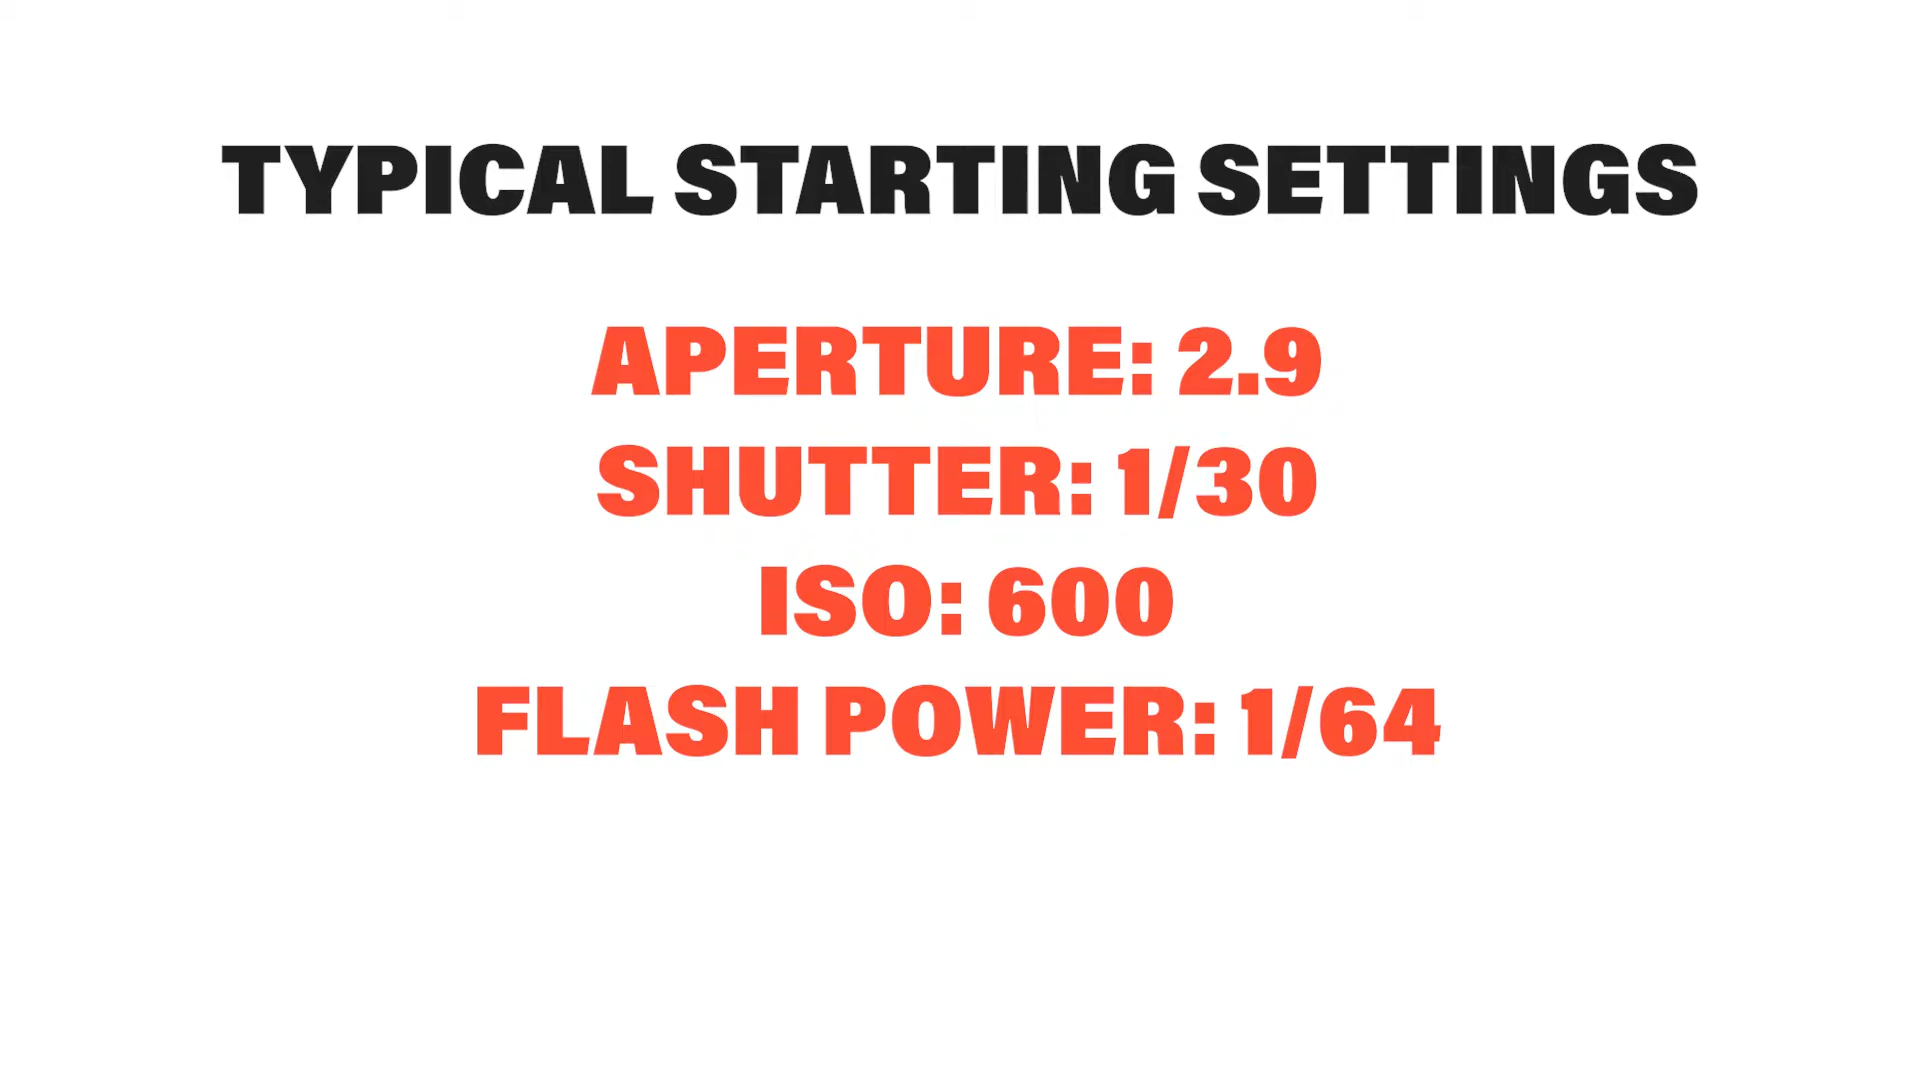 TYPICAL STARTING SETTINGS
APERTURE: 2.9
SHUTTER: 1/30
ISO: 600
FLASH POWER: 1/64